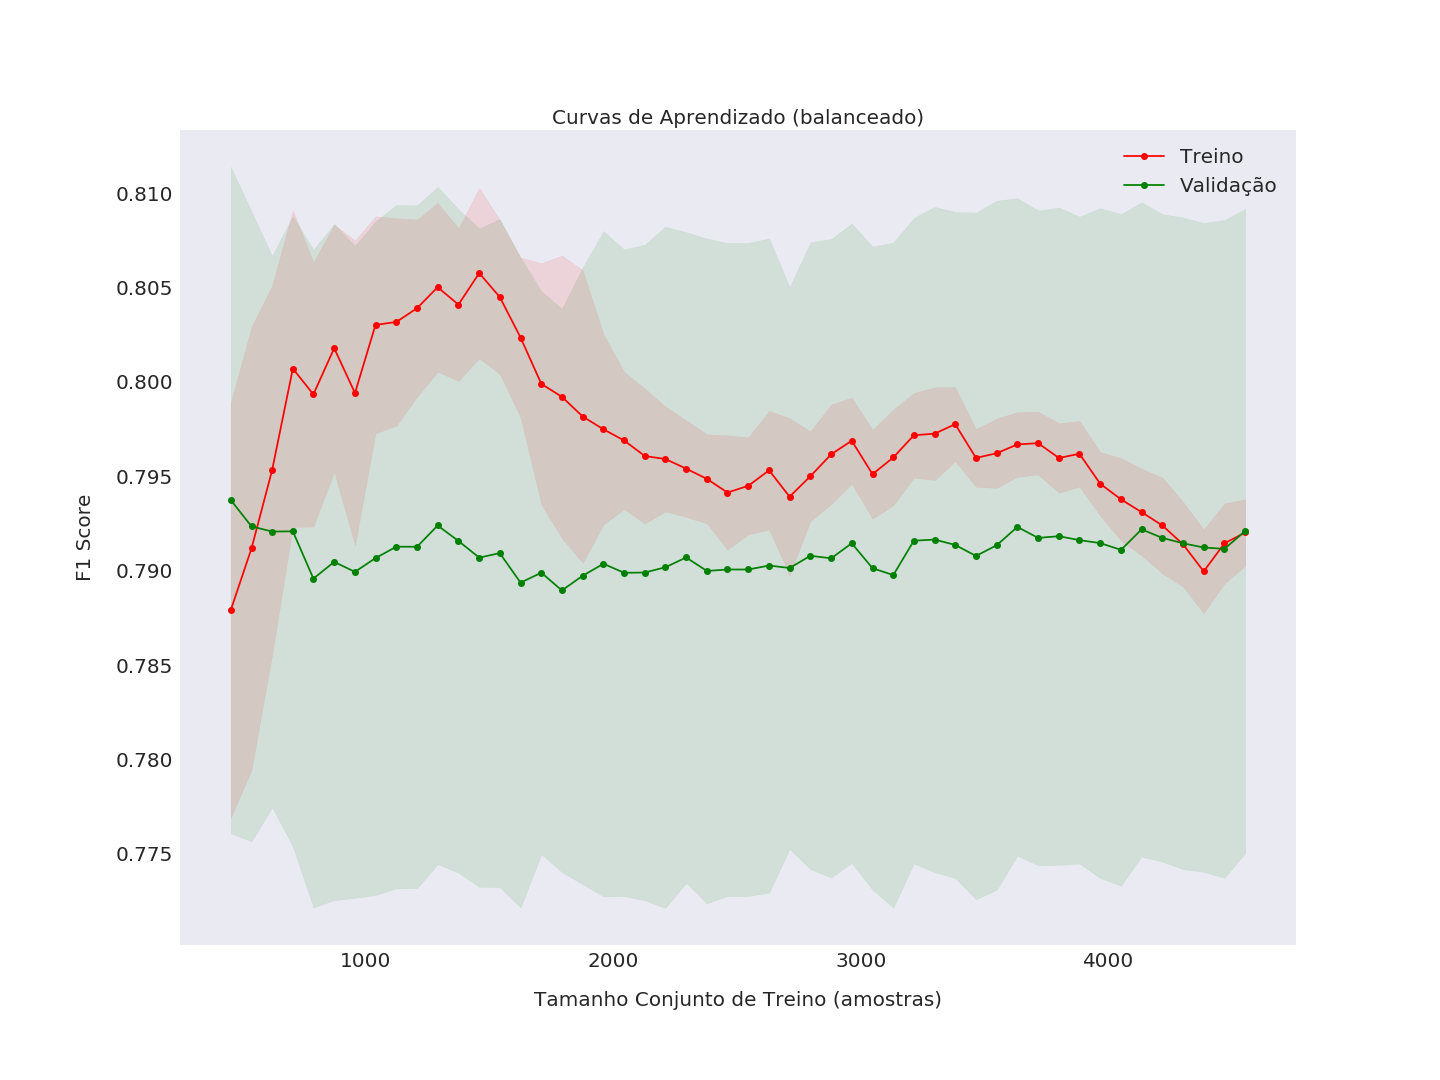 Curvas de Aprendizado (balanceado)
Treino
Validação
0.810
0.805
0.800
0.795
0.790
0.785
0.780
0.775
F1 Score
1000 2000 3000 4000
Tamanho Conjunto de Treino (amostras)